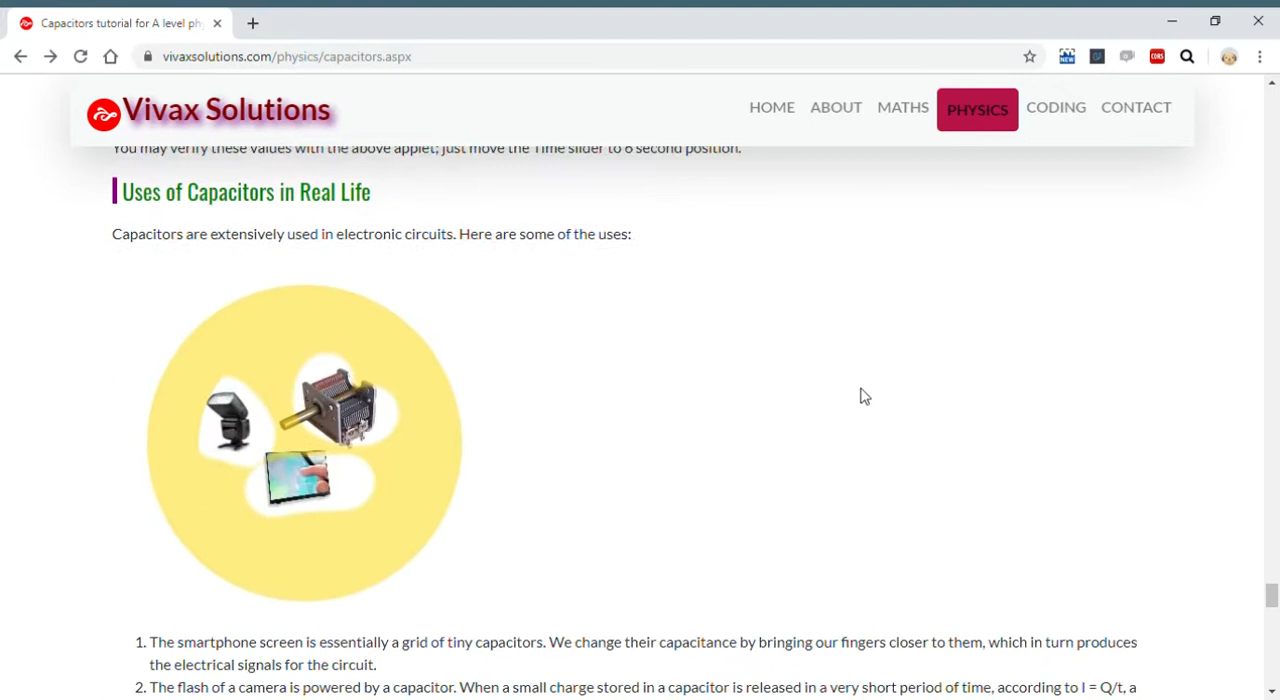 Capitors tutorial for A level ph
vivaxsolutions.com/physics/capacitors.aspx
NEW
CORS
Vivax Solutions
HOME ABOUT MATHS PHYSICS CODING CONTACT
You may verify these values with the above applet; just move the Time slider to 6 second position.
Uses of Capacitors in Real Life
Capacitors are extensively used in electronic circuits. Here are some of the uses:
1. The smartphone screen is essentially a grid of tiny capacitors. We change their capacitance by bringing our fingers closer to them, which in turn produces
the electrical signals for the circuit.
2. The flash of a camera is powered by a capacitor. When a small charge stored in a capacitor is released in a very short period of time, according to I = Q/t, a